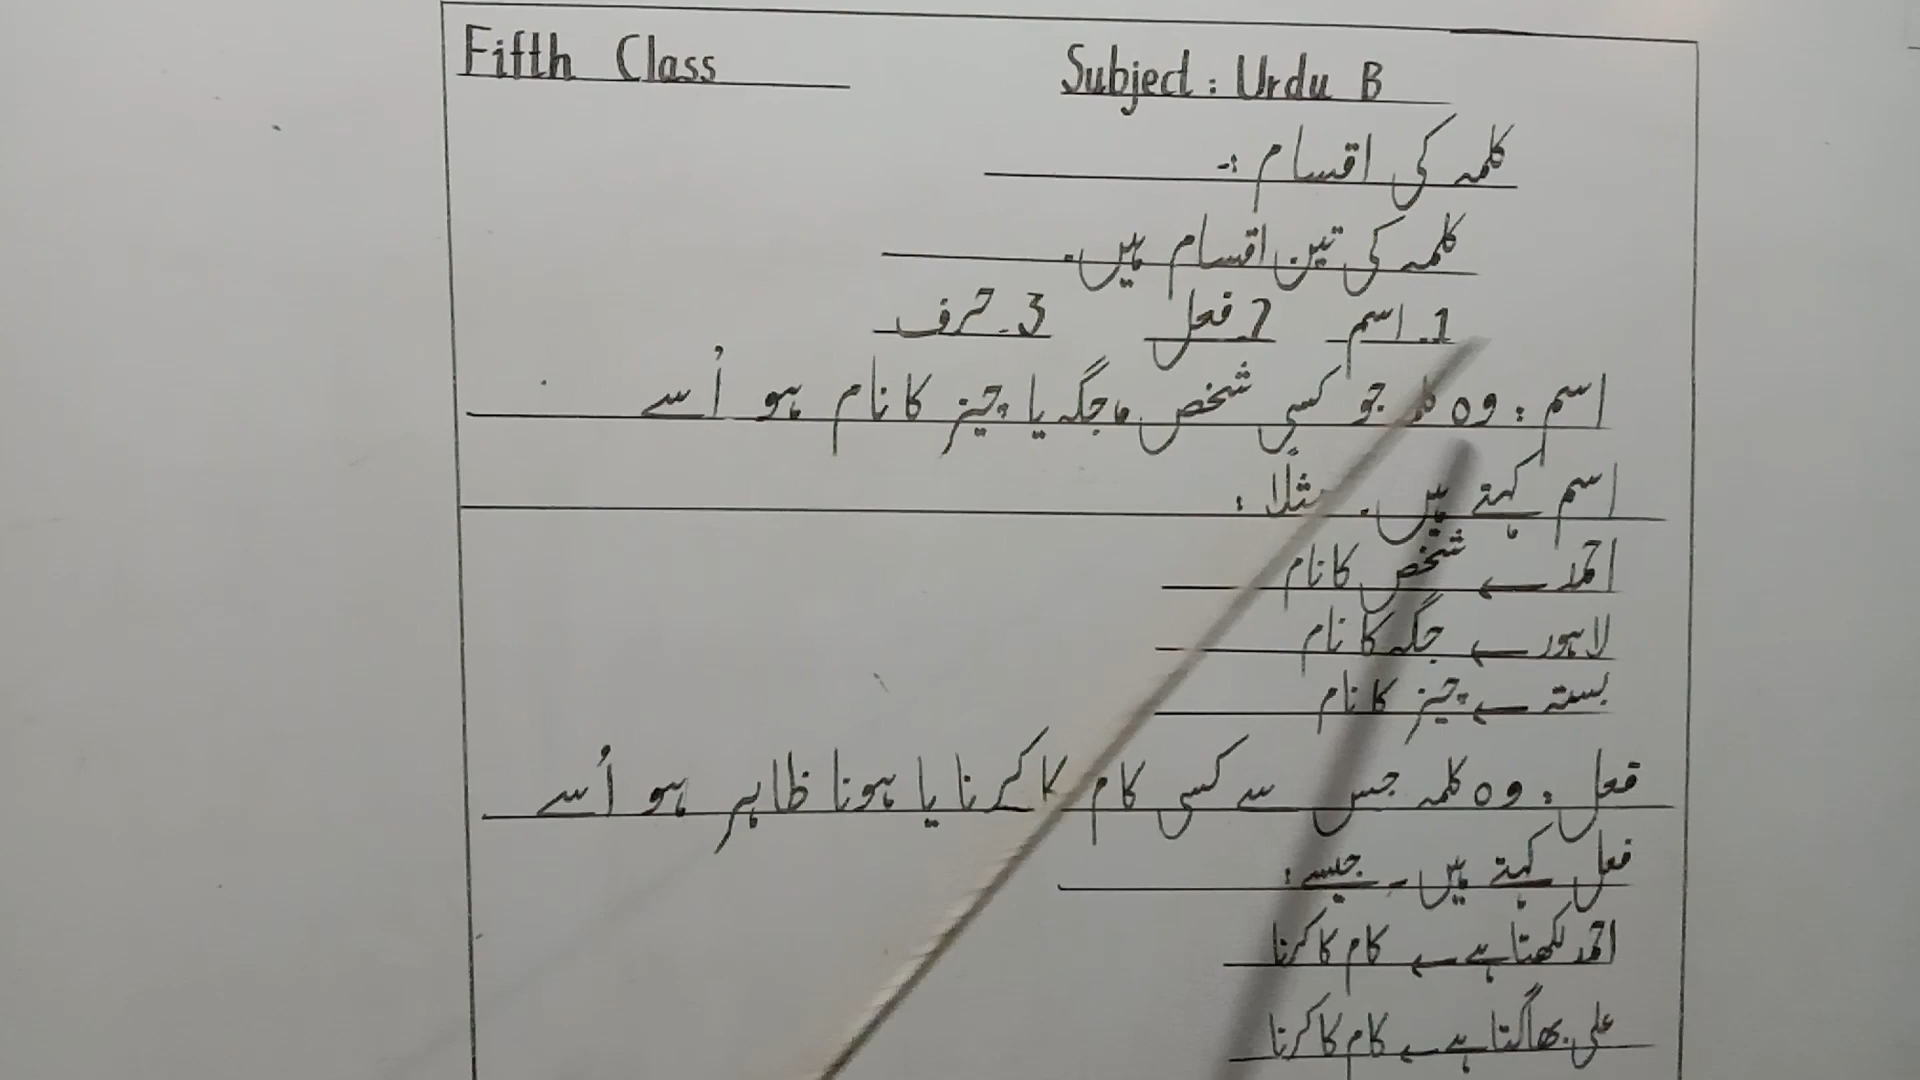 Fifth Class Subject: Urdu B
کلمہ کی اقسام :-
کلمہ کی تین اقسام ہیں۔
1۔ اسم 2۔ فعل 3۔ حرف
اسم : وہ کلمہ جو کسی شخص، جگہ یا چیز کا نام ہو اُسے
اسم کہتے ہیں۔ مثلاً :
احمد ← شخص کا نام
لاہور ← جگہ کا نام
بستہ ← چیز کا نام
فعل : وہ کلمہ جس سے کسی کام کا کرنا یا ہونا ظاہر ہو اُسے
فعل کہتے ہیں۔ جیسے :
احمد لکھتا ہے ← کام کا کرنا
علی بھاگتا ہے ← کام کا کرنا